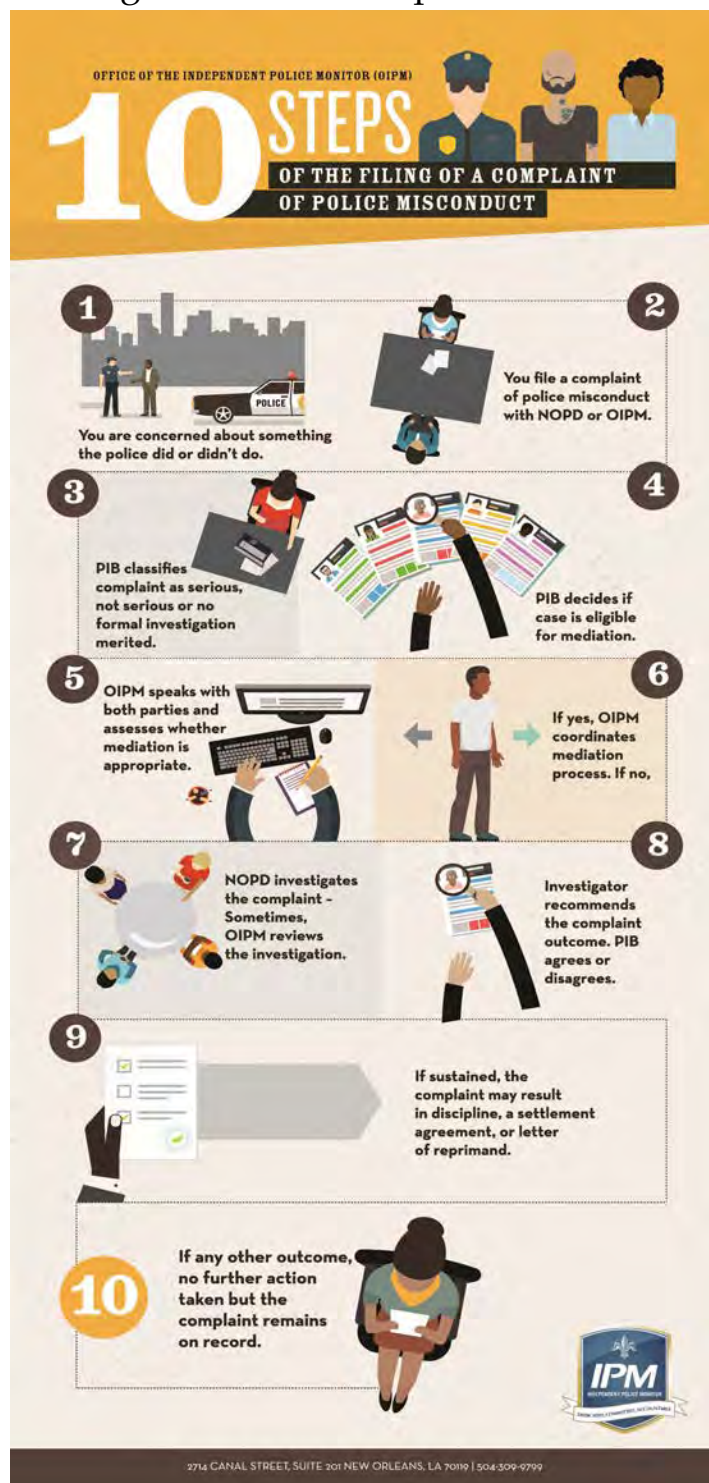 OFFICE OF THE INDEPENDENT POLICE MONITOR (OIPM)
10 STEPS
OF THE FILING OF A COMPLAINT
OF POLICE MISCONDUCT
1
POLICE
You are concerned about something
the police did or didn't do.
2
You file a complaint
of police misconduct
with NOPD or OIPM.
3
PIB classifies
complaint as serious,
not serious or no
formal investigation
merited.
4
PIB decides if
case is eligible
for mediation.
5
OIPM speaks with
both parties and
assesses whether
mediation is
appropriate.
6
If yes, OIPM
coordinates
mediation
process. If no,
7
NOPD investigates
the complaint –
Sometimes,
OIPM reviews
the investigation.
8
Investigator
recommends
the complaint
outcome. PIB
agrees or
disagrees.
9
If sustained, the
complaint may result
in discipline, a settlement
agreement, or letter
of reprimand.
10
If any other outcome,
no further action
taken but the
complaint remains
on record.
IPM
INDEPENDENT POLICE MONITOR
2714 CANAL STREET, SUITE 201 NEW ORLEANS, LA 70119 | 504-309-9799